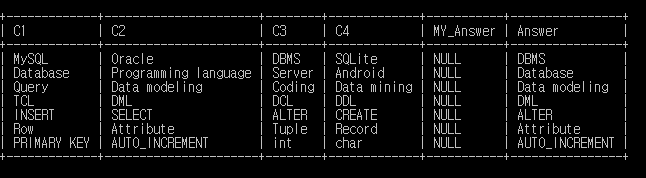 | C1 | C2 | C3 | C4 | MY_Answer | Answer |
| MySQL | Oracle | DBMS | SQLite | NULL | DBMS |
| Database | Programming language | Server | Android | NULL | Database |
| Query | Data modeling | Coding | Data mining | NULL | Data modeling |
| TCL | DML | DCL | DDL | NULL | DML |
| INSERT | SELECT | ALTER | CREATE | NULL | ALTER |
| Row | Attribute | Tuple | Record | NULL | Attribute |
| PRIMARY KEY | AUTO_INCREMENT | int | char | NULL | AUTO_INCREMENT |